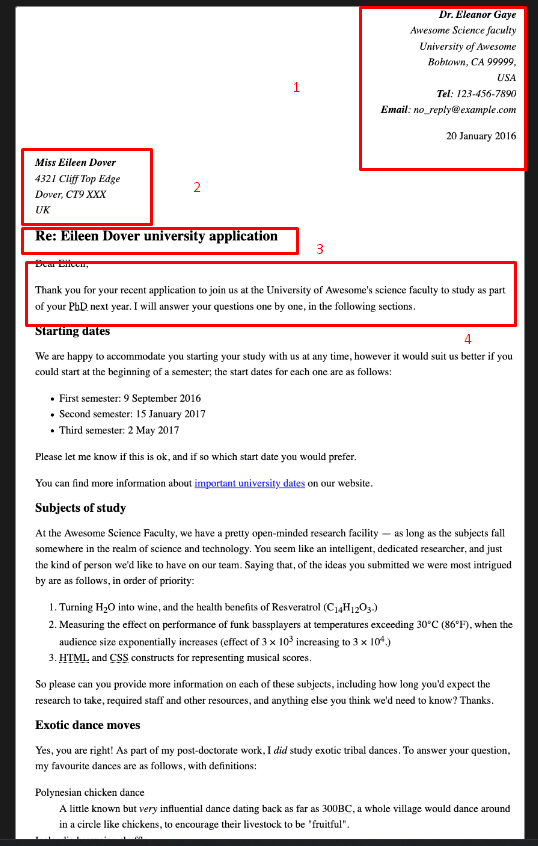 Dr. Eleanor Gaye
Awesome Science faculty
University of Awesome
Bobtown, CA 99999,
USA
Tel: 123-456-7890
Email: no_reply@example.com
1
20 January 2016
Miss Eileen Dover
4321 Cliff Top Edge
Dover, CT9 XXX
UK
2
Re: Eileen Dover university application
3
Dear Eileen,
Thank you for your recent application to join us at the University of Awesome's science faculty to study as part
of your PhD next year. I will answer your questions one by one, in the following sections.
4
Starting dates
We are happy to accommodate you starting your study with us at any time, however it would suit us better if you
could start at the beginning of a semester; the start dates for each one are as follows:
• First semester: 9 September 2016
• Second semester: 15 January 2017
• Third semester: 2 May 2017
Please let me know if this is ok, and if so which start date you would prefer.
You can find more information about important university dates on our website.
Subjects of study
At the Awesome Science Faculty, we have a pretty open-minded research facility — as long as the subjects fall
somewhere in the realm of science and technology. You seem like an intelligent, dedicated researcher, and just
the kind of person we'd like to have on our team. Saying that, of the ideas you submitted we were most intrigued
by are as follows, in order of priority:
1. Turning H₂O into wine, and the health benefits of Resveratrol (C₁₄H₁₂O₃.)
2. Measuring the effect on performance of funk bassplayers at temperatures exceeding 30°C (86°F), when the
audience size exponentially increases (effect of 3 × 10³ increasing to 3 × 10⁴.)
3. HTML and CSS constructs for representing musical scores.
So please can you provide more information on each of these subjects, including how long you'd expect the
research to take, required staff and other resources, and anything else you think we'd need to know? Thanks.
Exotic dance moves
Yes, you are right! As part of my post-doctorate work, I did study exotic tribal dances. To answer your question,
my favourite dances are as follows, with definitions:
Polynesian chicken dance
A little known but very influential dance dating back as far as 300BC, a whole village would dance around
in a circle like chickens, to encourage their livestock to be "fruitful".